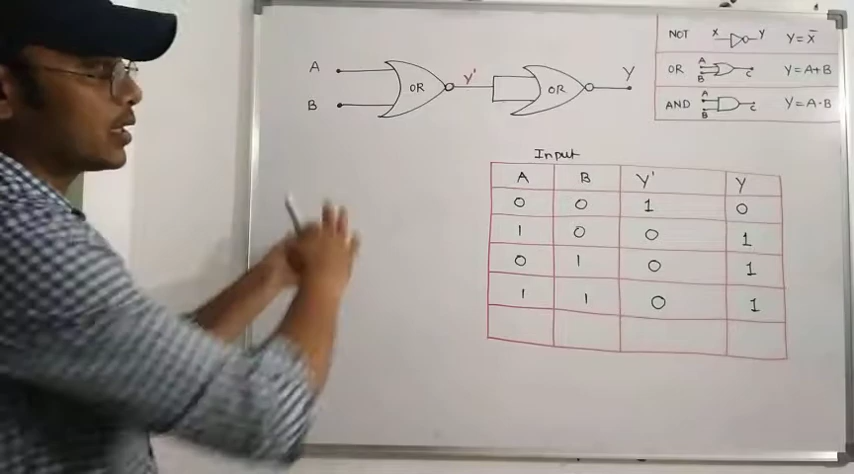 A
OR
Y'
OR
Y
B
NOT X Y Y = X̄
OR A B C Y = A + B
AND A B C Y = A · B
Input
A B Y' Y
0 0 1 0
1 0 0 1
0 1 0 1
1 1 0 1